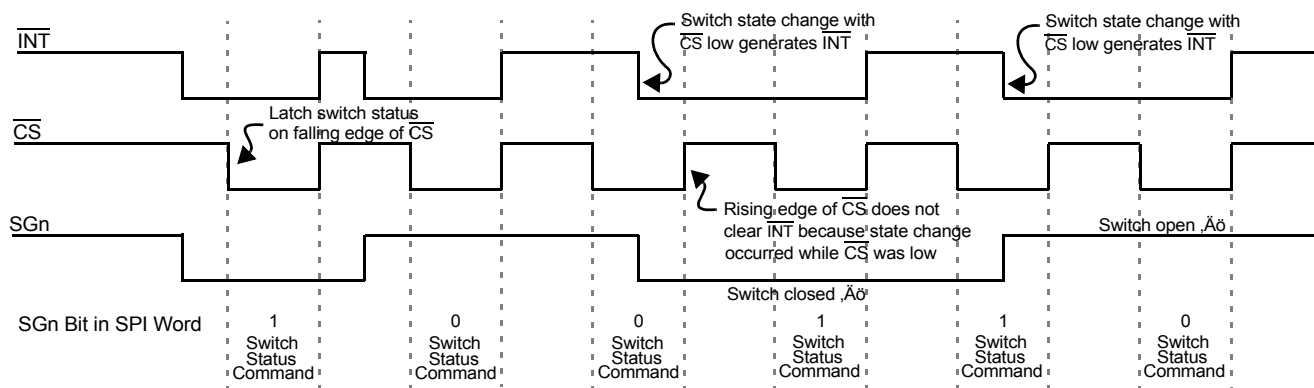 Switch state change with
CS low generates INT
Switch state change with
CS low generates INT
INT
Latch switch status
on falling edge of CS
CS
Rising edge of CS does not
clear INT because state change
occurred while CS was low
SGn
Switch open ‚Äö
Switch closed ‚Äö
SGn Bit in SPI Word
1
Switch
Status
Command
0
Switch
Status
Command
0
Switch
Status
Command
1
Switch
Status
Command
1
Switch
Status
Command
0
Switch
Status
Command